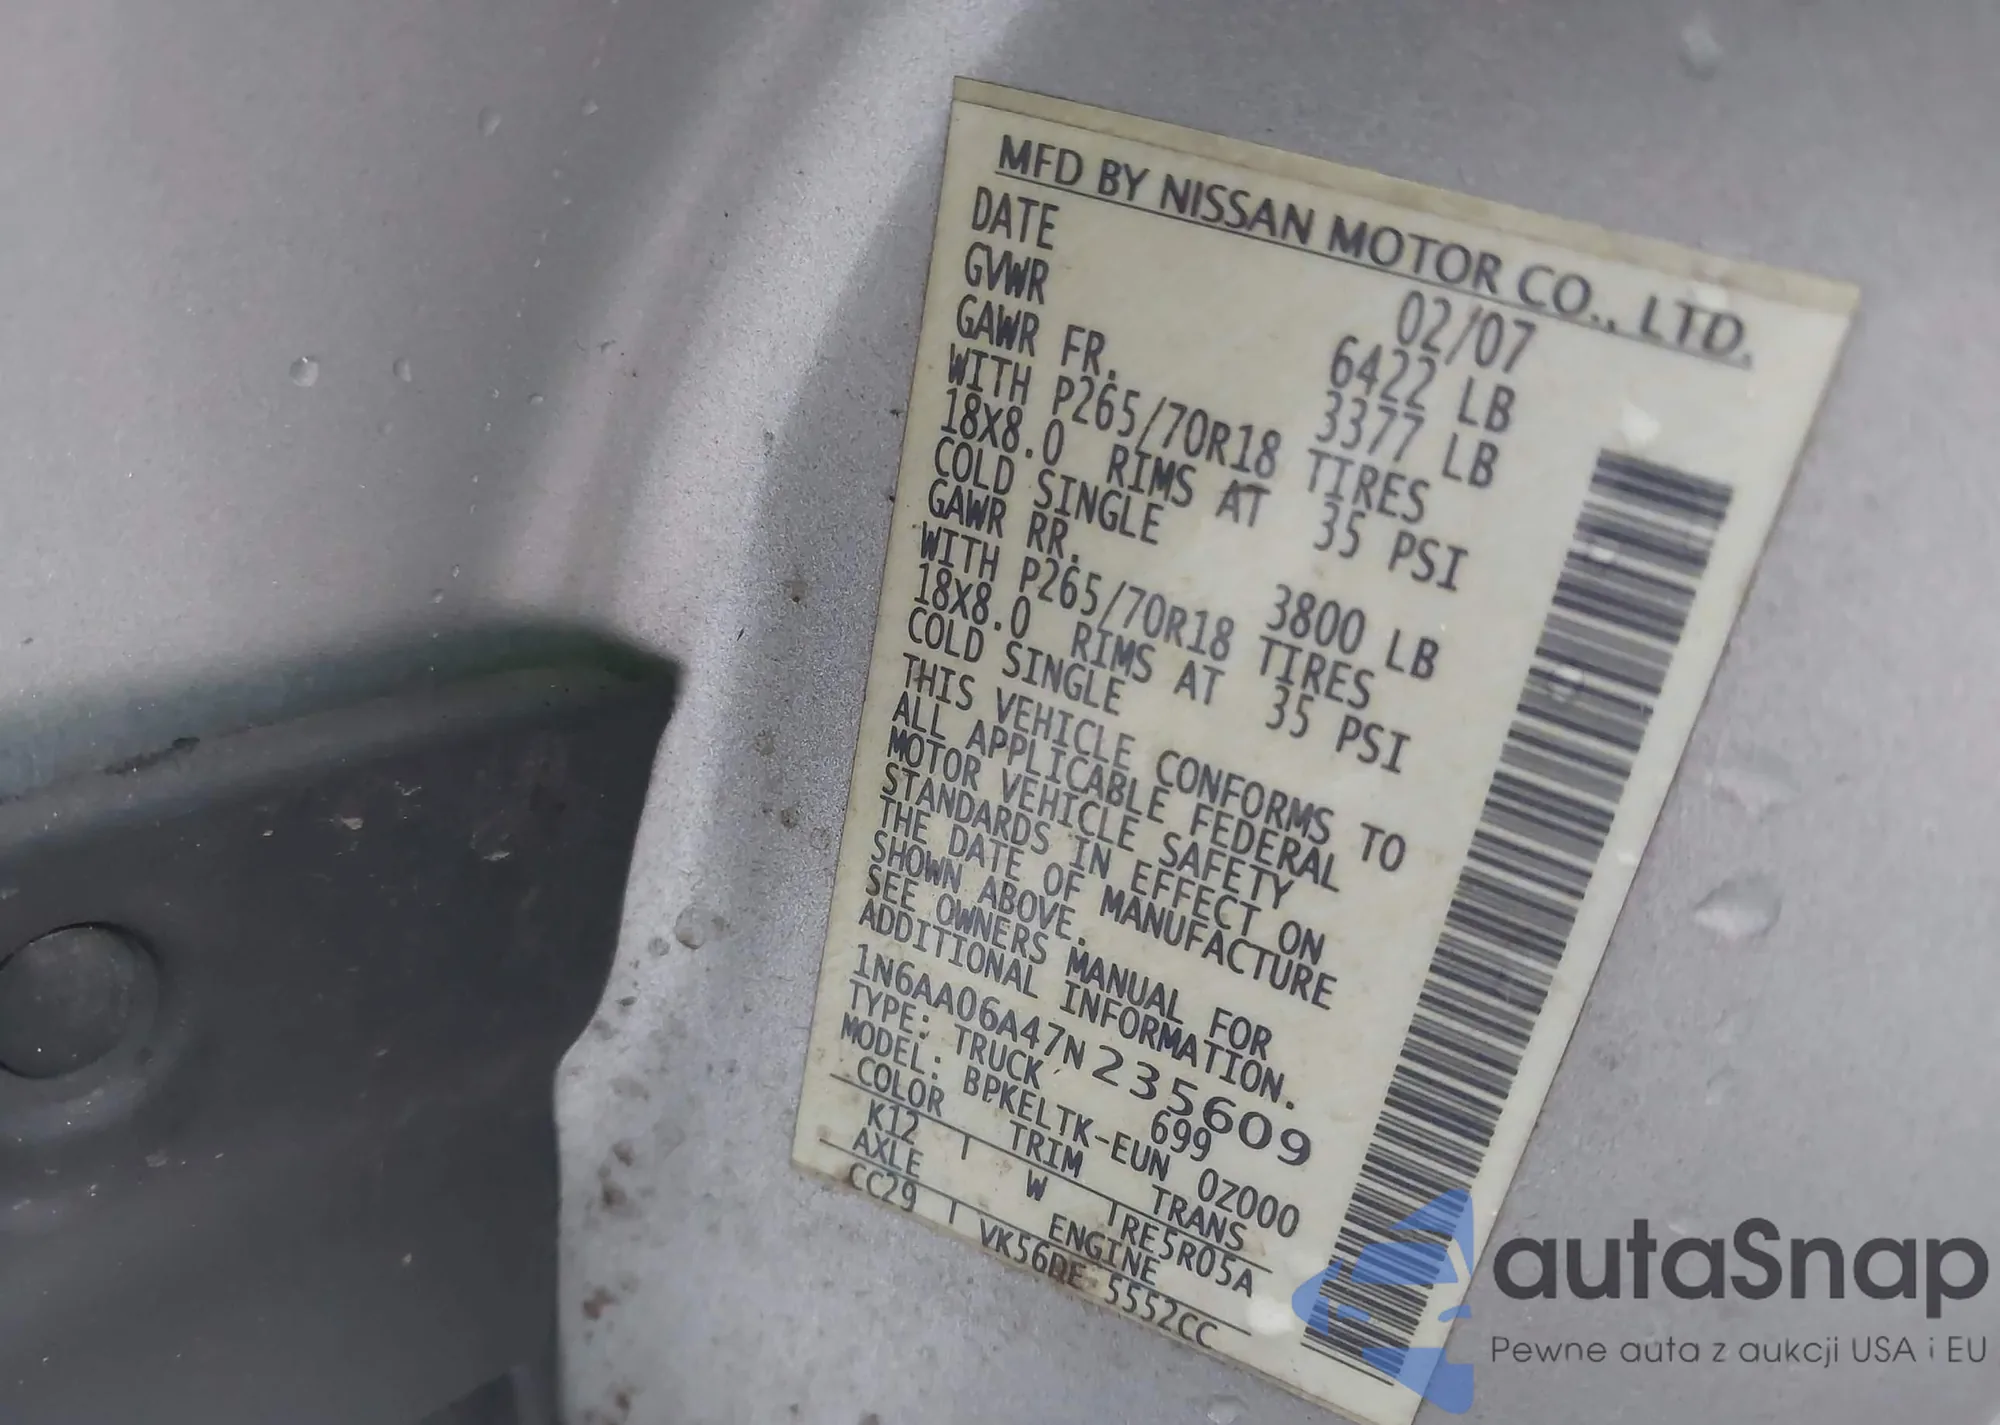 MFD BY NISSAN MOTOR CO., LTD.
DATE 02/07
GVWR 6422 LB
GAWR FR. 3377 LB
WITH P265/70R18 TIRES
18X8.0 RIMS AT 35 PSI
COLD SINGLE
GAWR RR. 3800 LB
WITH P265/70R18 TIRES
18X8.0 RIMS AT 35 PSI
COLD SINGLE
THIS VEHICLE CONFORMS TO
ALL APPLICABLE FEDERAL
MOTOR VEHICLE SAFETY
STANDARDS IN EFFECT ON
THE DATE OF MANUFACTURE
SHOWN ABOVE.
SEE OWNERS MANUAL FOR
ADDITIONAL INFORMATION.
1N6AA06A47N235609
TYPE: TRUCK 699
MODEL: BPKELTK-EUN 0Z000
COLOR TRIM TRANS
K12 W TRE5R05A
AXLE ENGINE
CC29 VK56DE 5552CC
autaSnap
Pewne auta z aukcji USA i EU